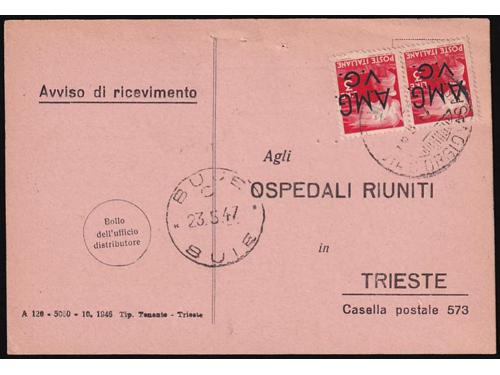 POSTE ITALIANE
POSTE ITALIANE
A.M.G.
V.G.
A.M.G.
V.G.
Avviso di ricevimento
Agli
OSPEDALI RIUNITI
in
TRIESTE
Casella postale 573
BUJE
23.5.47
BUIE
Bollo
dell'ufficio
distributore
A 126 - 5000 - 10, 1946 Tip. Tenente - Trieste